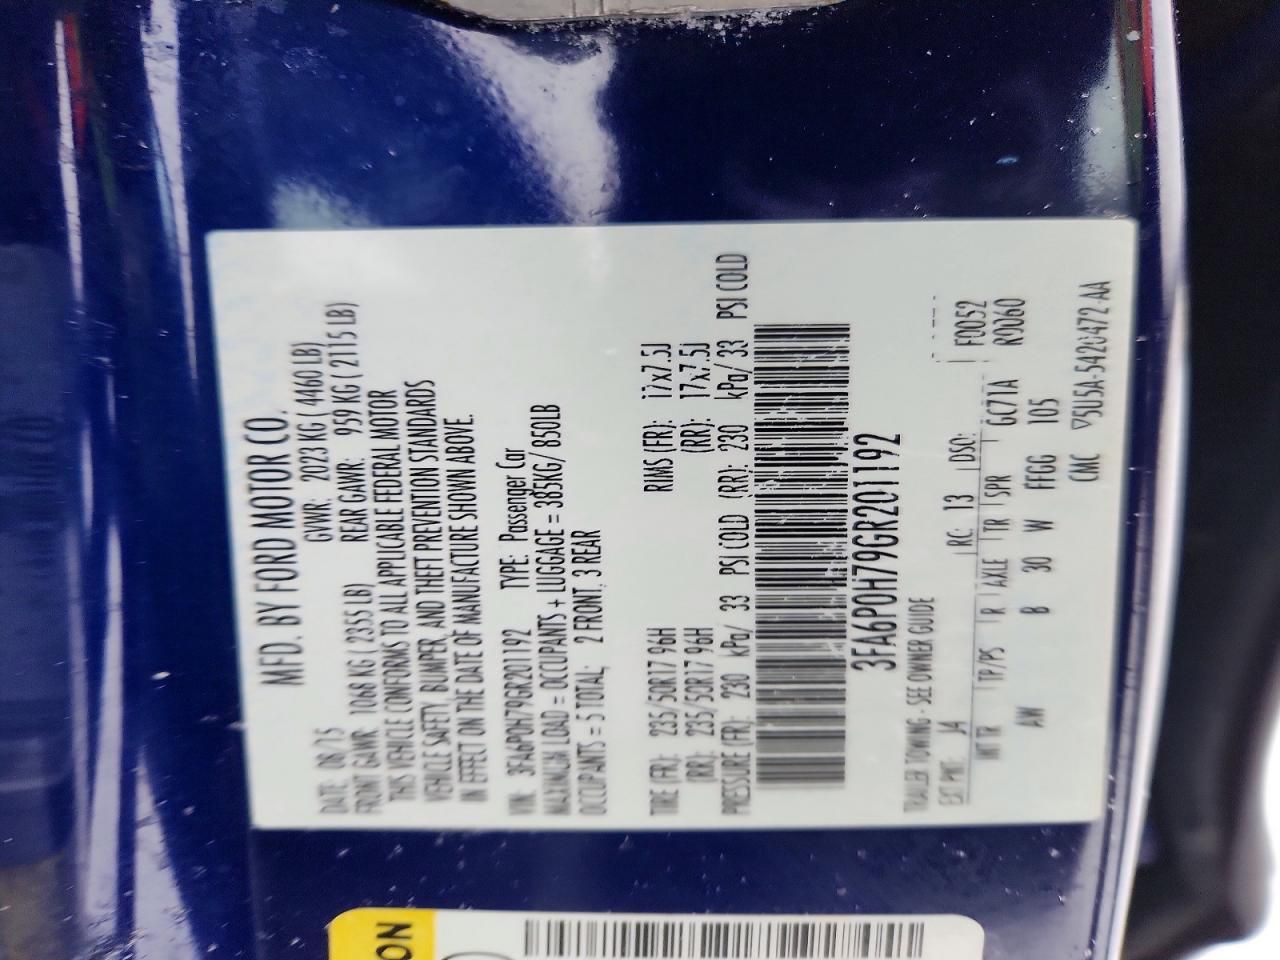 MFD. BY FORD MOTOR CO.
DATE: 08/15 GVWR: 2023 KG ( 4460 LB)
FRONT GAWR: 1068 KG ( 2355 LB) REAR GAWR: 959 KG ( 2115 LB)
THIS VEHICLE CONFORMS TO ALL APPLICABLE FEDERAL MOTOR
VEHICLE SAFETY, BUMPER, AND THEFT PREVENTION STANDARDS
IN EFFECT ON THE DATE OF MANUFACTURE SHOWN ABOVE.
VIN: 3FA6P0H79GR201192 TYPE: Passenger Car
MAXIMUM LOAD = OCCUPANTS + LUGGAGE = 385KG/ 850LB
OCCUPANTS = 5 TOTAL; 2 FRONT, 3 REAR
TIRE (FR): 235/50R17 96H RIMS (FR): 17x7.5J
(RR): 235/50R17 96H (RR): 17x7.5J
PRESSURE (FR): 230 kPa/ 33 PSI COLD (RR): 230 kPa/ 33 PSI COLD
3FA6P0H79GR201192
TRAILER TOWING - SEE OWNER GUIDE
EXT PNT: J4 RC: 13 DSO: F0052
INT TR TP/PS R AXLE TR SPR GC71A R9060
AW B 30 W FFGG 105
CMC 5U5A-5420472-AA
ON